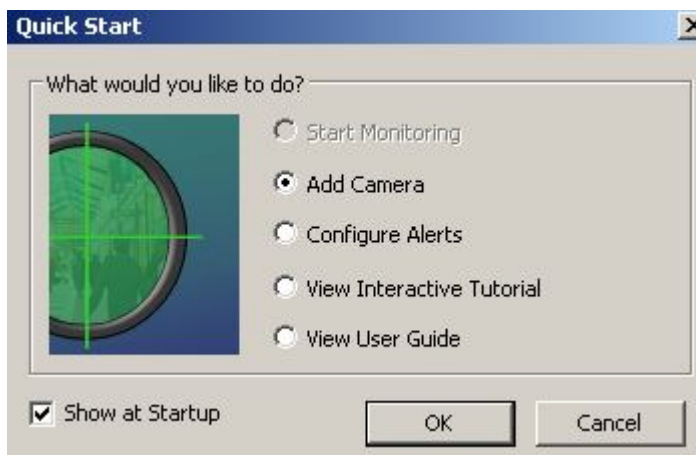 Quick Start
What would you like to do?
Start Monitoring
Add Camera
Configure Alerts
View Interactive Tutorial
View User Guide
Show at Startup
OK
Cancel